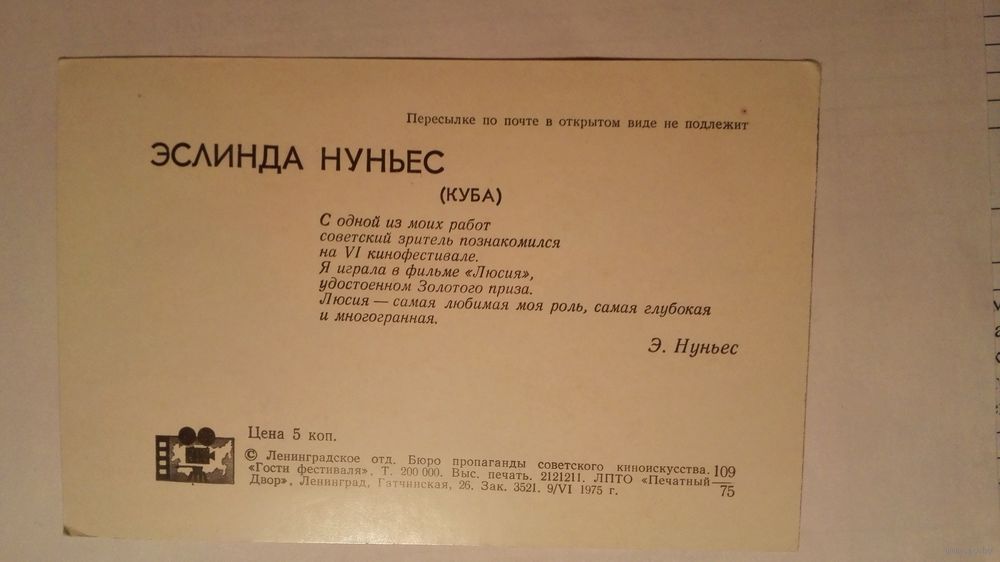 Пересылке по почте в открытом виде не подлежит
ЭСЛИНДА НУНЬЕС
(КУБА)
С одной из моих работ
советский зритель познакомился
на VI кинофестивале.
Я играла в фильме «Люсия»,
удостоенном Золотого приза.
Люсия — самая любимая моя роль, самая глубокая
и многогранная.
Э. Нуньес
Цена 5 коп.
© Ленинградское отд. Бюро пропаганды советского киноискусства. 109
«Гости фестиваля». Т. 200 000. Выс. печать. 2121211. ЛПТО «Печатный
Двор», Ленинград, Гатчинская, 26. Зак. 3521. 9/VI 1975 г. 75